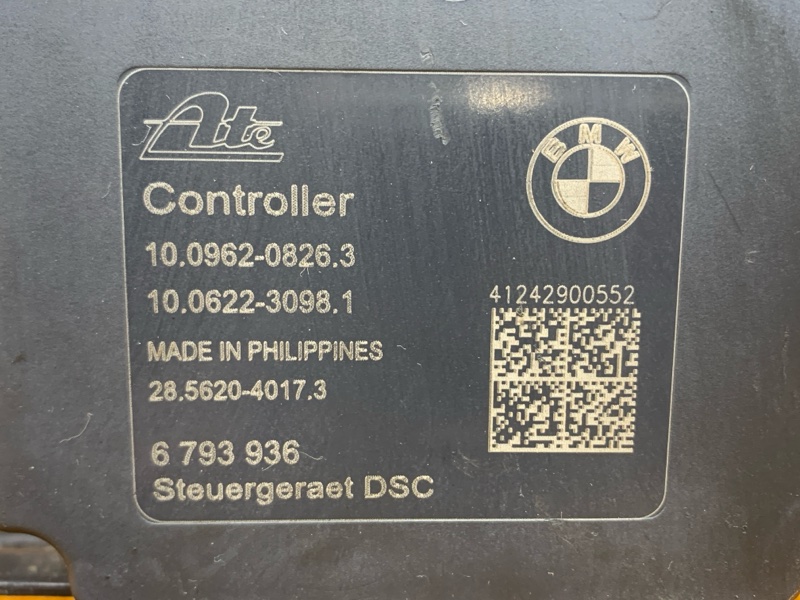 Ate
BMW
Controller
10.0962-0826.3
10.0622-3098.1
41242900552
MADE IN PHILIPPINES
28.5620-4017.3
6 793 936
Steuergeraet DSC